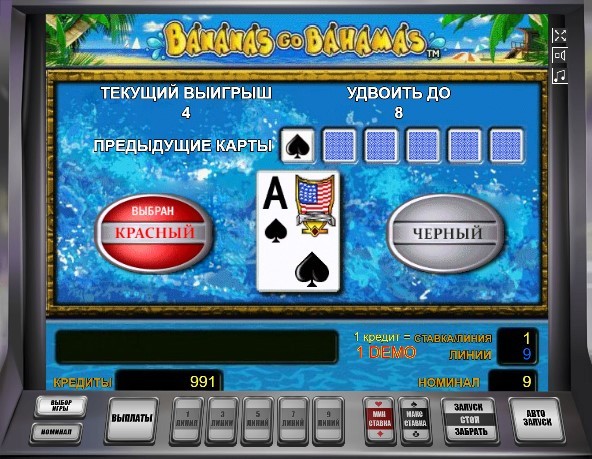 BANANAS GO BAHAMAS™
ТЕКУЩИЙ ВЫИГРЫШ
4
УДВОИТЬ ДО
8
ПРЕДЫДУЩИЕ КАРТЫ
A
ВЫБРАН
КРАСНЫЙ
ЧЕРНЫЙ
1 кредит = СТАВКА/ЛИНИЯ 1
1 DEMO ЛИНИИ 9
КРЕДИТЫ 991
НОМИНАЛ 9
ВЫБОР
ИГРЫ
НОМИНАЛ
ВЫПЛАТЫ
1
ЛИНИЯ
3
ЛИНИИ
5
ЛИНИЙ
7
ЛИНИЙ
9
ЛИНИЙ
МИН
СТАВКА
МАКС
СТАВКА
ЗАПУСК
СТОП
ЗАБРАТЬ
АВТО
ЗАПУСК